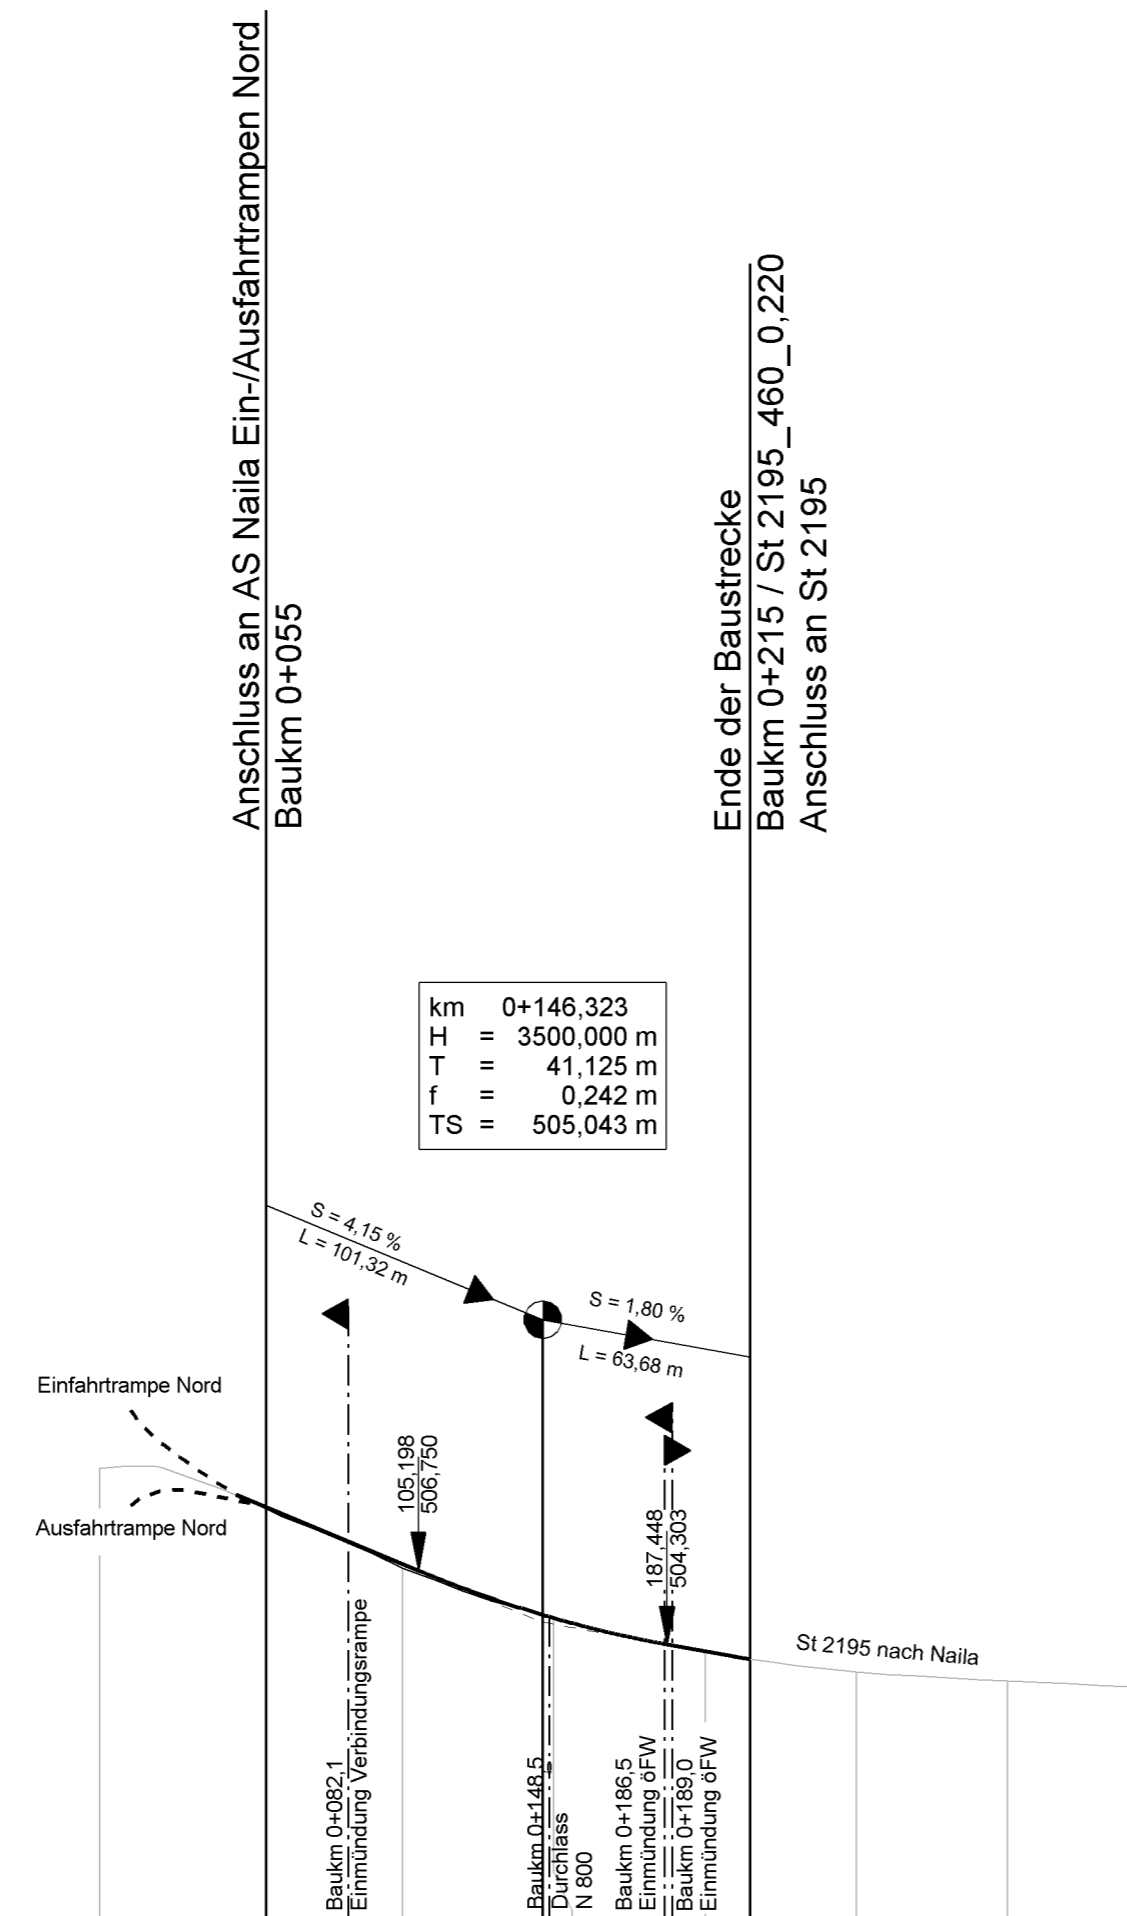 Anschluss an AS Naila Ein-/Ausfahrtrampen Nord
Baukm 0+055
Ende der Baustrecke
Baukm 0+215 / St 2195_460_0,220
Anschluss an St 2195
km 0+146,323
H = 3500,000 m
T = 41,125 m
f = 0,242 m
TS = 505,043 m
S = 4,15 %
L = 101,32 m
S = 1,80 %
L = 63,68 m
Einfahrtrampe Nord
Ausfahrtrampe Nord
105,198
506,750
187,448
504,303
St 2195 nach Naila
Baukm 0+082,1
Einmündung Verbindungsrampe
Baukm 0+148,5
Durchlass
N 800
Baukm 0+186,5
Einmündung öFW
Baukm 0+189,0
Einmündung öFW